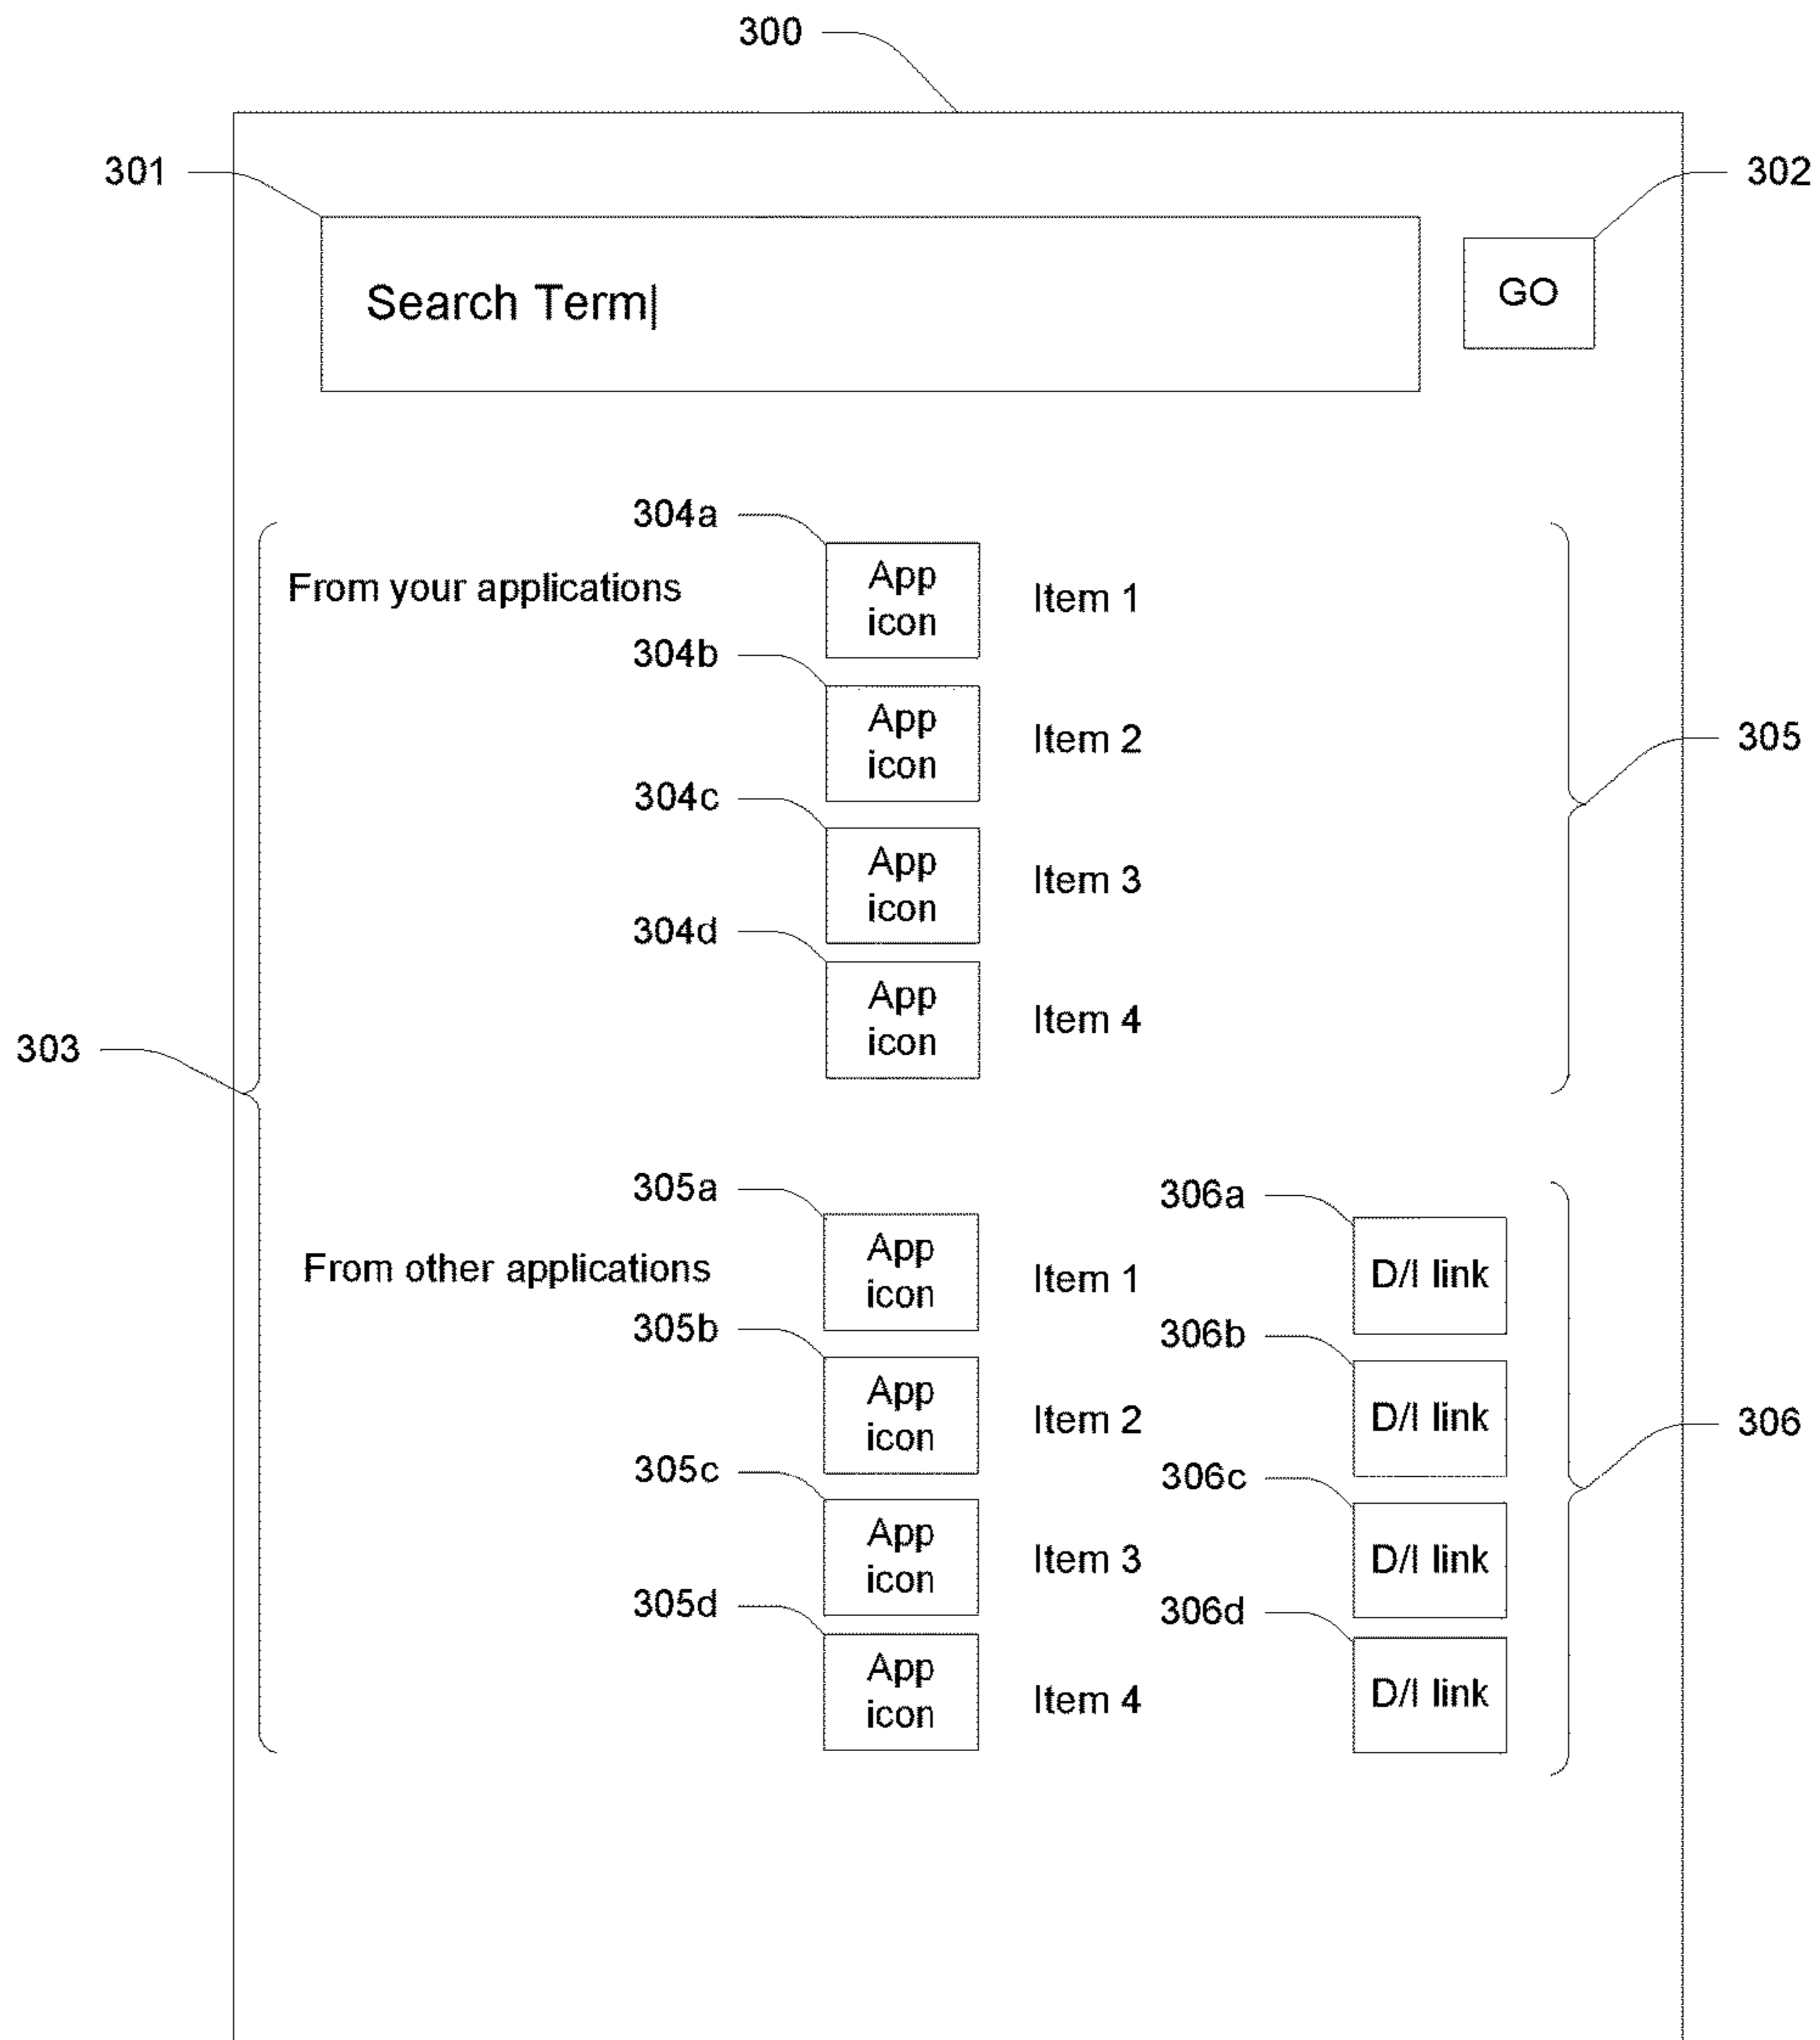 300
301
302
Search Term
GO
304a
App
icon
From your applications
Item 1
304b
App
icon
Item 2
305
304c
App
icon
Item 3
304d
App
icon
Item 4
303
305a
306a
App
icon
From other applications
Item 1
D/I link
305b
306b
App
icon
Item 2
D/I link
306
305c
306c
App
icon
Item 3
D/I link
305d
306d
App
icon
Item 4
D/I link